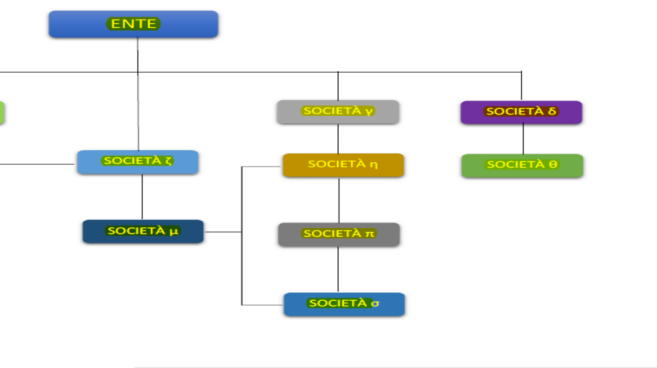 ENTE
SOCIETÀ γ
SOCIETÀ δ
SOCIETÀ ζ
SOCIETÀ η
SOCIETÀ θ
SOCIETÀ μ
SOCIETÀ π
SOCIETÀ σ